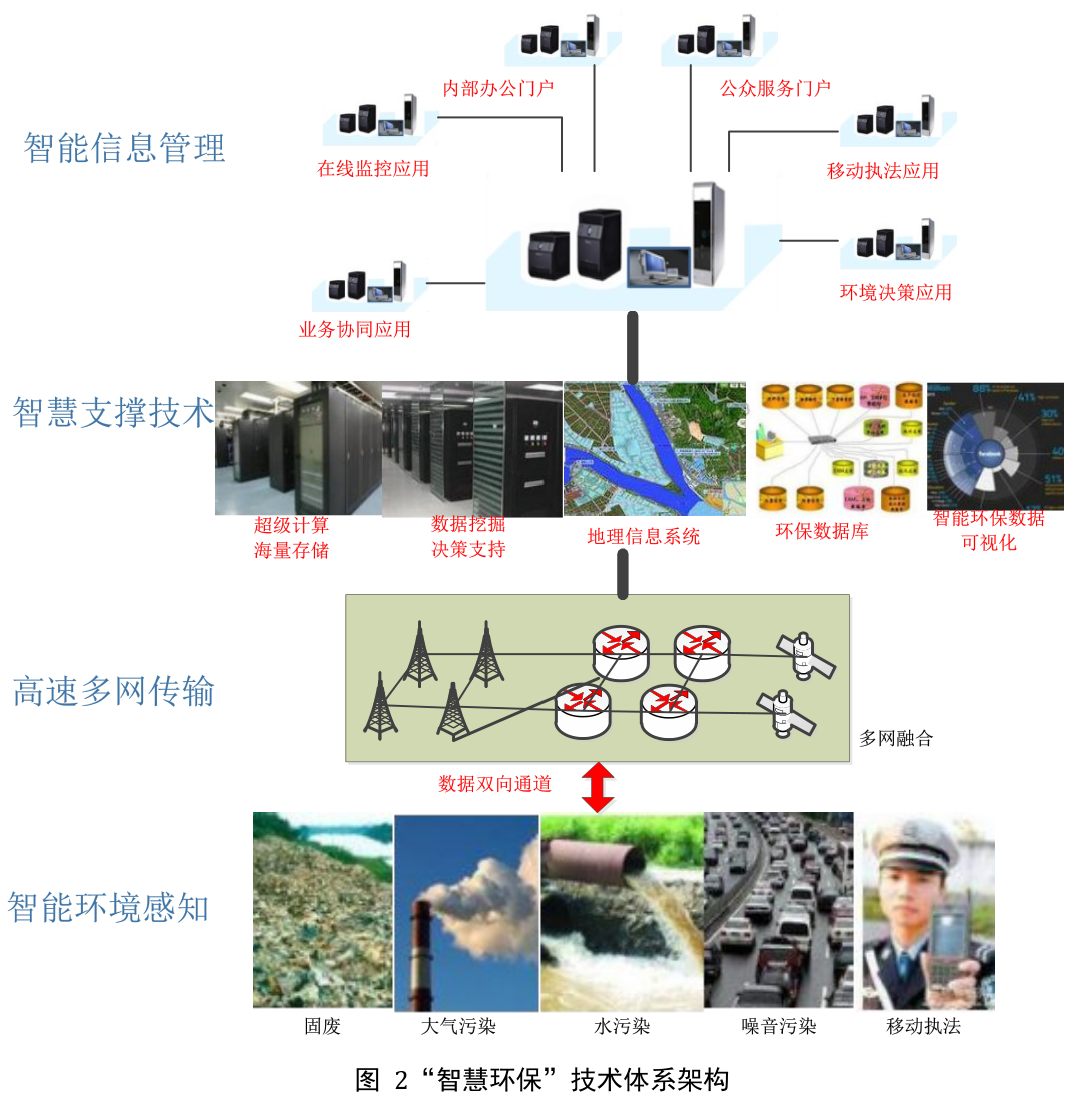 内部办公门户
公众服务门户
智能信息管理
在线监控应用
移动执法应用
环境决策应用
业务协同应用
智慧支撑技术
88%
41%
30%
40
51%
facebook
超级计算
海量存储
数据挖掘
决策支持
地理信息系统
环保数据库
智能环保数据
可视化
高速多网传输
多网融合
数据双向通道
智能环境感知
固废
大气污染
水污染
噪音污染
移动执法
图 2“智慧环保”技术体系架构